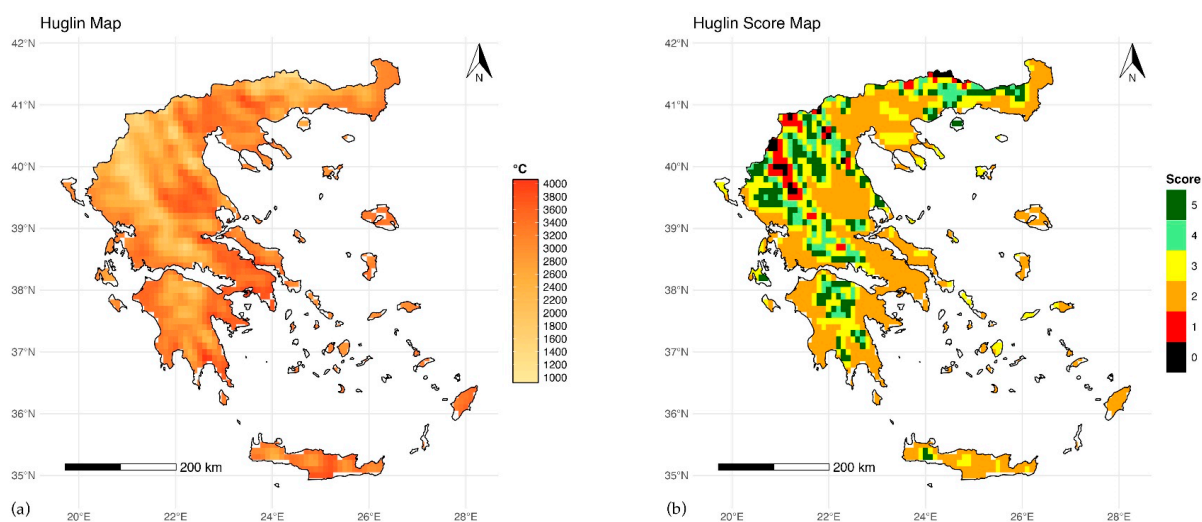 Huglin Map
42°N
41°N
40°N
39°N
38°N
37°N
36°N
35°N
20°E
22°E
24°E
26°E
28°E
N
°C
4000
3800
3600
3400
3200
3000
2800
2600
2400
2200
2000
1800
1600
1400
1200
1000
200 km
(a)
Huglin Score Map
42°N
41°N
40°N
39°N
38°N
37°N
36°N
35°N
20°E
22°E
24°E
26°E
28°E
N
Score
5
4
3
2
1
0
200 km
(b)